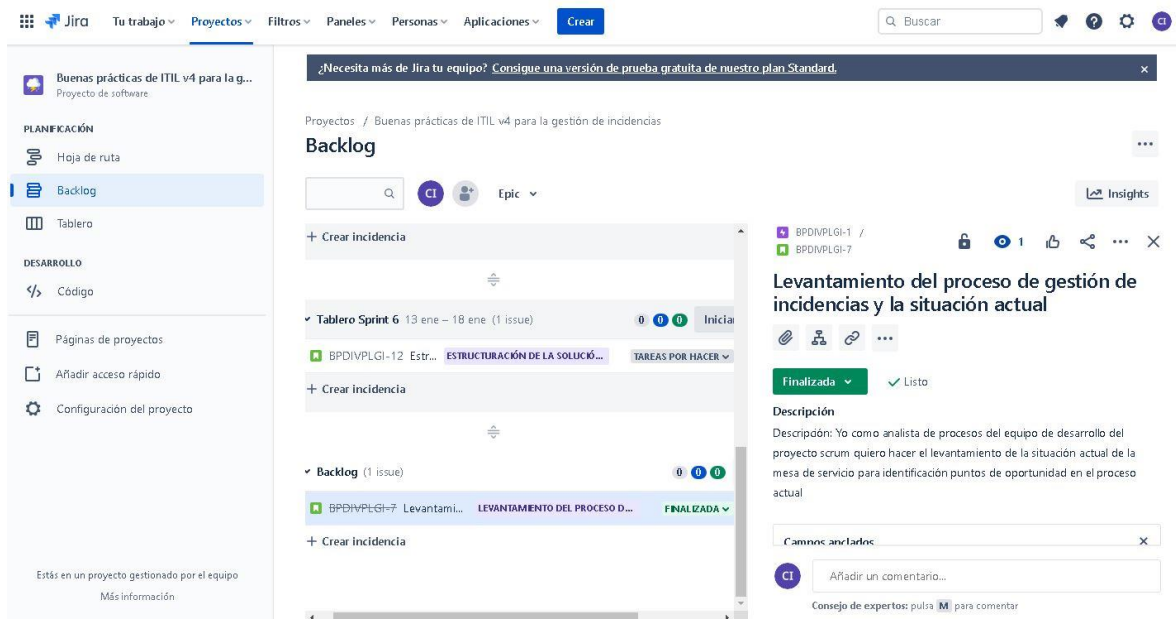 Jira
Tu trabajo
Proyectos
Filtros
Paneles
Personas
Aplicaciones
Crear
Buscar
CI
Buenas prácticas de ITIL v4 para la g...
Proyecto de software
PLANIFICACIÓN
Hoja de ruta
Backlog
Tablero
DESARROLLO
Código
Páginas de proyectos
Añadir acceso rápido
Configuración del proyecto
Estás en un proyecto gestionado por el equipo
Más información
¿Necesita más de Jira tu equipo? Consigue una versión de prueba gratuita de nuestro plan Standard.
Proyectos / Buenas prácticas de ITIL v4 para la gestión de incidencias
Backlog
CI
Epic
Insights
+ Crear incidencia
Tablero Sprint 6 13 ene – 18 ene (1 issue) 0 0 0 Iniciar
BPDIVPLGI-12 Estr... ESTRUCTURACIÓN DE LA SOLUCIÓ... TAREAS POR HACER
+ Crear incidencia
Backlog (1 issue) 0 0 0
BPDIVPLGI-7 Levantami... LEVANTAMIENTO DEL PROCESO D... FINALIZADA
+ Crear incidencia
BPDIVPLGI-1 /
BPDIVPLGI-7
1
Levantamiento del proceso de gestión de
incidencias y la situación actual
Finalizada
Listo
Descripción
Descripción: Yo como analista de procesos del equipo de desarrollo del
proyecto scrum quiero hacer el levantamiento de la situación actual de la
mesa de servicio para identificación puntos de oportunidad en el proceso
actual
Campos anclados
CI
Añadir un comentario...
Consejo de expertos: pulsa M para comentar